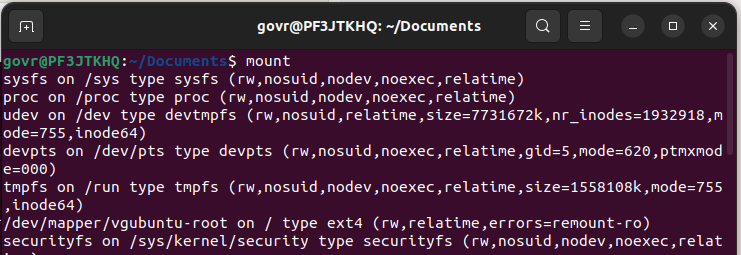 govr@PF3JTKHQ: ~/Documents
govr@PF3JTKHQ:~/Documents$ mount
sysfs on /sys type sysfs (rw,nosuid,nodev,noexec,relatime)
proc on /proc type proc (rw,nosuid,nodev,noexec,relatime)
udev on /dev type devtmpfs (rw,nosuid,relatime,size=7731672k,nr_inodes=1932918,m
ode=755,inode64)
devpts on /dev/pts type devpts (rw,nosuid,noexec,relatime,gid=5,mode=620,ptmxmod
e=000)
tmpfs on /run type tmpfs (rw,nosuid,nodev,noexec,relatime,size=1558108k,mode=755
,inode64)
/dev/mapper/vgubuntu-root on / type ext4 (rw,relatime,errors=remount-ro)
securityfs on /sys/kernel/security type securityfs (rw,nosuid,nodev,noexec,relat